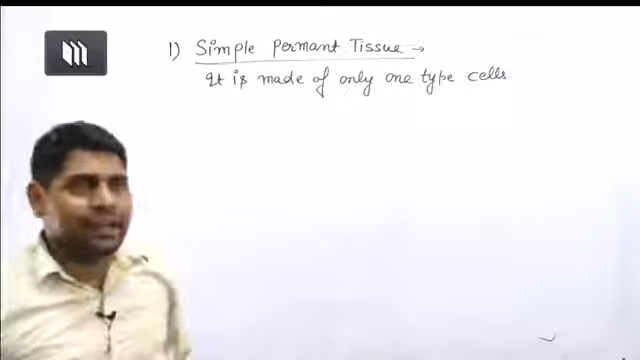 1) Simple Permant Tissue →
It is made of only one type cells.